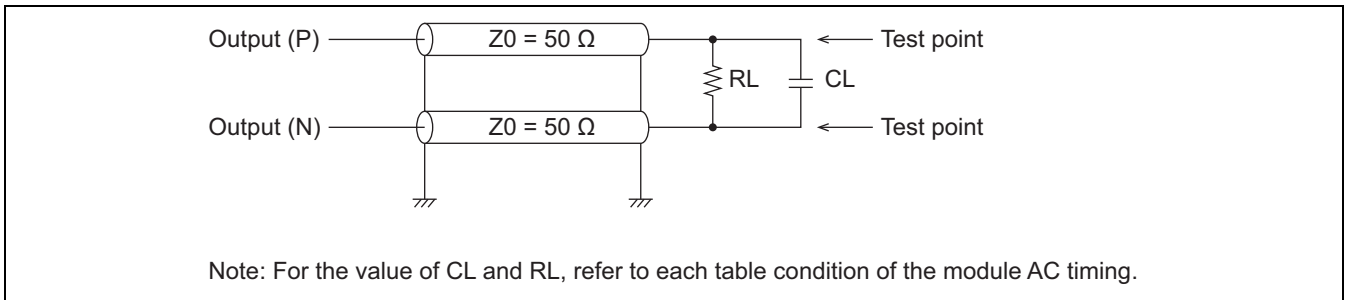 Output (P) Z0 = 50 Ω Test point
RL CL
Output (N) Z0 = 50 Ω Test point
Note: For the value of CL and RL, refer to each table condition of the module AC timing.